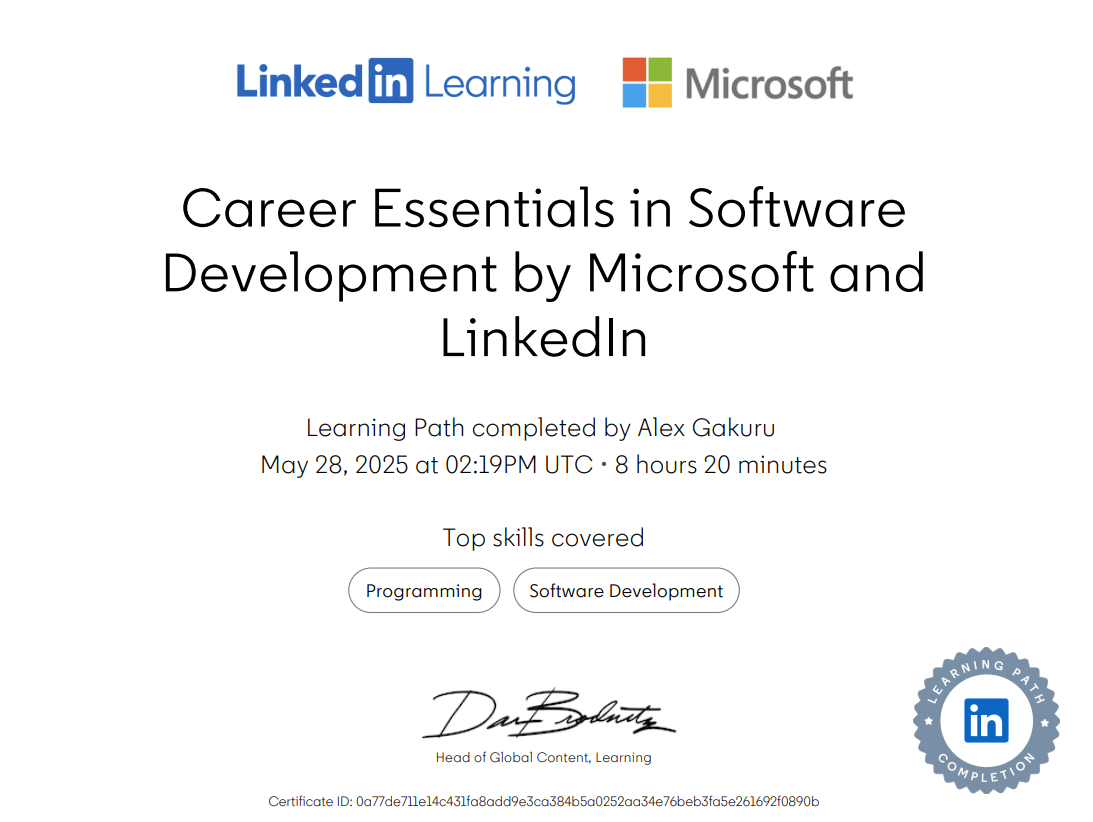 LinkedIn Learning Microsoft
Career Essentials in Software
Development by Microsoft and
LinkedIn
Learning Path completed by Alex Gakuru
May 28, 2025 at 02:19PM UTC • 8 hours 20 minutes
Top skills covered
Programming Software Development
Dan Brodnitz
Head of Global Content, Learning
LEARNING PATH
in
COMPLETION
Certificate ID: 0a77de711e14c431fa8add9e3ca384b5a0252aa34e76beb3fa5e261692f0890b